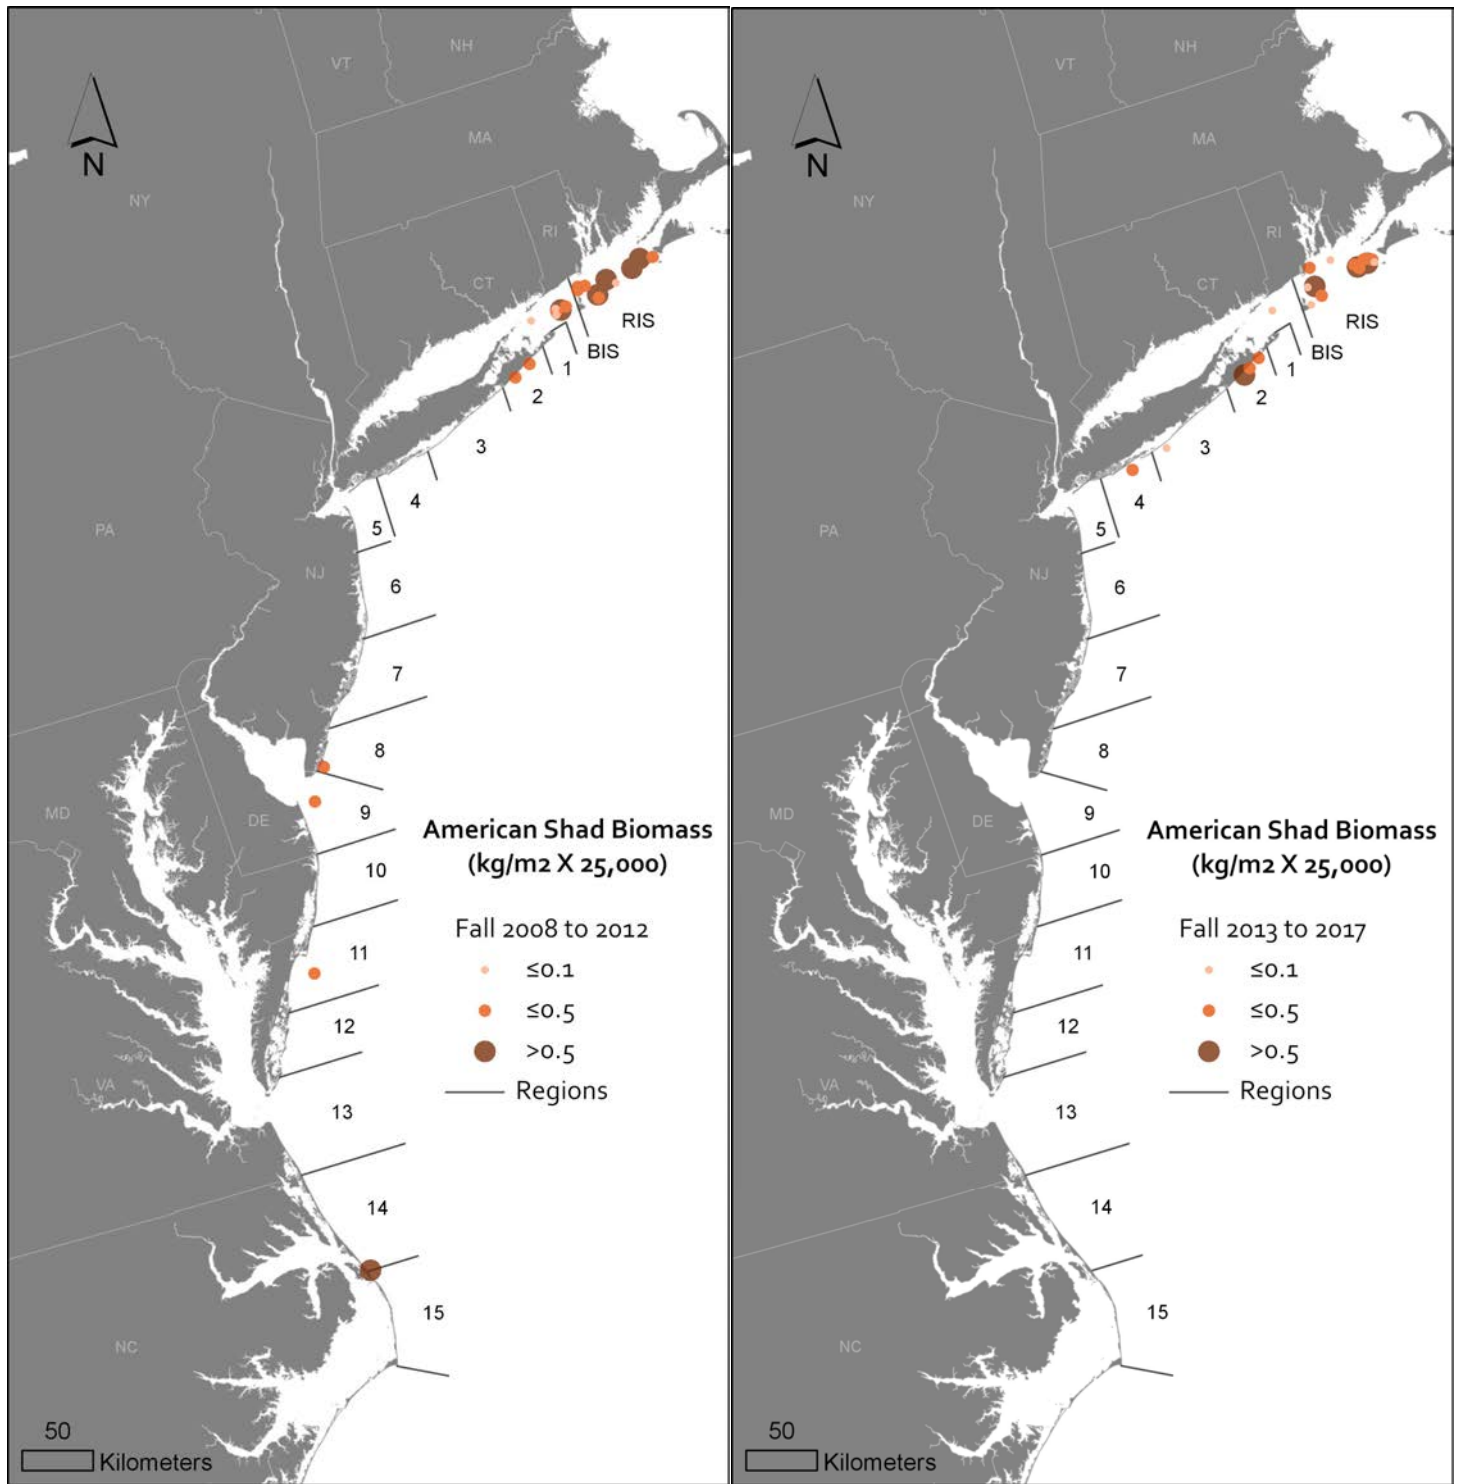 NH
VT
N
MA
NY
RI
CT
RIS
BIS
1
2
3
4
PA
5
NJ
6
7
8
MD
DE
9
American Shad Biomass
(kg/m2 X 25,000)
10
Fall 2008 to 2012
11
≤0.1
≤0.5
12
>0.5
VA
Regions
13
14
15
NC
50
Kilometers
NH
VT
N
MA
NY
RI
CT
RIS
BIS
1
2
3
4
PA
5
NJ
6
7
8
MD
DE
9
American Shad Biomass
(kg/m2 X 25,000)
10
Fall 2013 to 2017
11
≤0.1
≤0.5
12
>0.5
VA
Regions
13
14
15
NC
50
Kilometers